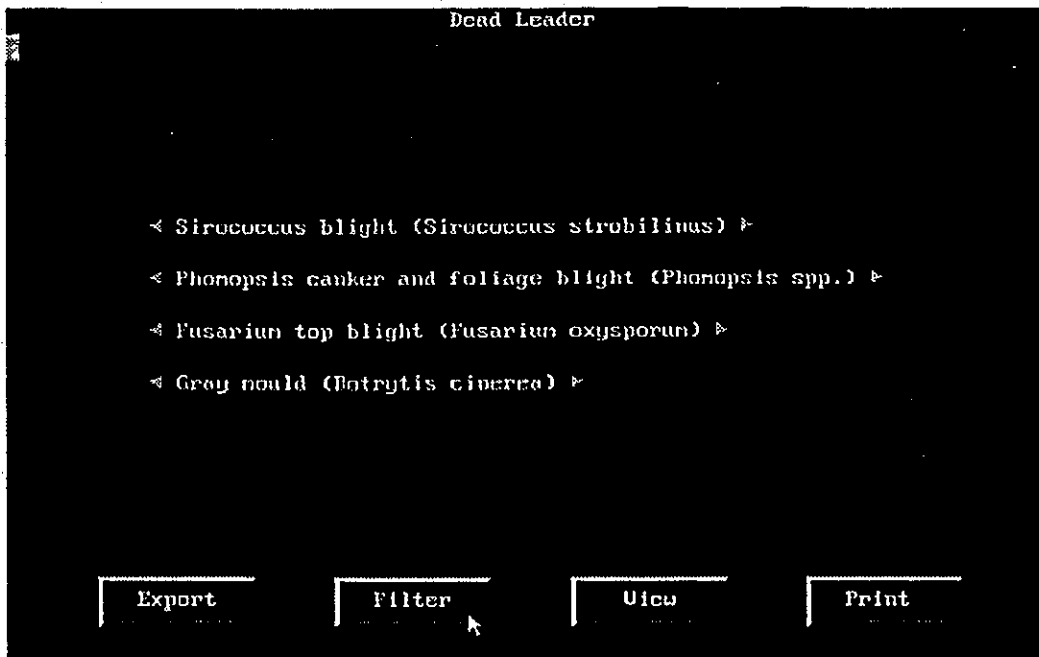 Dead Leader
< Sirococcus blight (Sirococcus strobilinus) >
< Phomopsis canker and foliage blight (Phomopsis spp.) >
< Fusarium top blight (Fusarium oxysporum) >
< Gray mould (Botrytis cinerea) >
Export Filter View Print